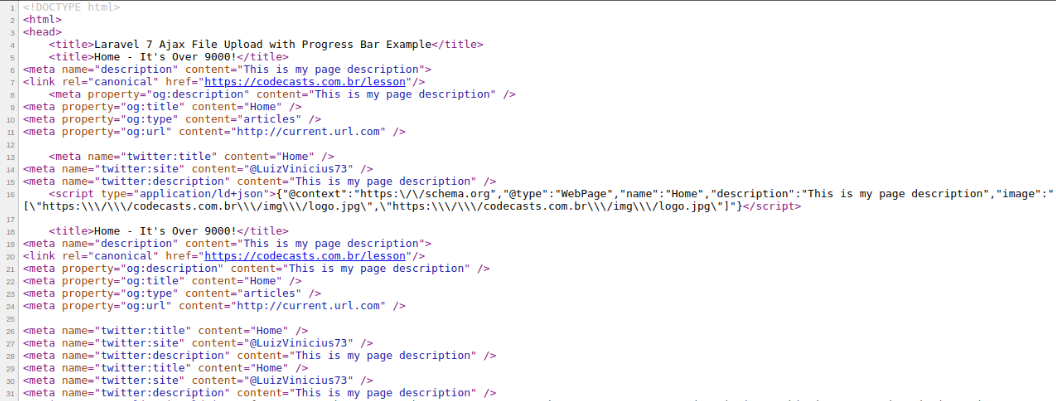 1 <!DOCTYPE html>
2 <html>
3 <head>
4 <title>Laravel 7 Ajax File Upload with Progress Bar Example</title>
5 <title>Home - It's Over 9000!</title>
6 <meta name="description" content="This is my page description">
7 <link rel="canonical" href="https://codecasts.com.br/lesson"/>
8 <meta property="og:description" content="This is my page description" />
9 <meta property="og:title" content="Home" />
10 <meta property="og:type" content="articles" />
11 <meta property="og:url" content="http://current.url.com" />
12
13 <meta name="twitter:title" content="Home" />
14 <meta name="twitter:site" content="@LuizVinicius73" />
15 <meta name="twitter:description" content="This is my page description" />
16 <script type="application/ld+json">{"@context":"https:\/\/schema.org","@type":"WebPage","name":"Home","description":"This is my page description","image":"
[\"https:\\\/\\\/codecasts.com.br\\\/img\\\/logo.jpg\",\"https:\\\/\\\/codecasts.com.br\\\/img\\\/logo.jpg\"]"}</script>
17
18 <title>Home - It's Over 9000!</title>
19 <meta name="description" content="This is my page description">
20 <link rel="canonical" href="https://codecasts.com.br/lesson"/>
21 <meta property="og:description" content="This is my page description" />
22 <meta property="og:title" content="Home" />
23 <meta property="og:type" content="articles" />
24 <meta property="og:url" content="http://current.url.com" />
25
26 <meta name="twitter:title" content="Home" />
27 <meta name="twitter:site" content="@LuizVinicius73" />
28 <meta name="twitter:description" content="This is my page description" />
29 <meta name="twitter:title" content="Home" />
30 <meta name="twitter:site" content="@LuizVinicius73" />
31 <meta name="twitter:description" content="This is my page description" />